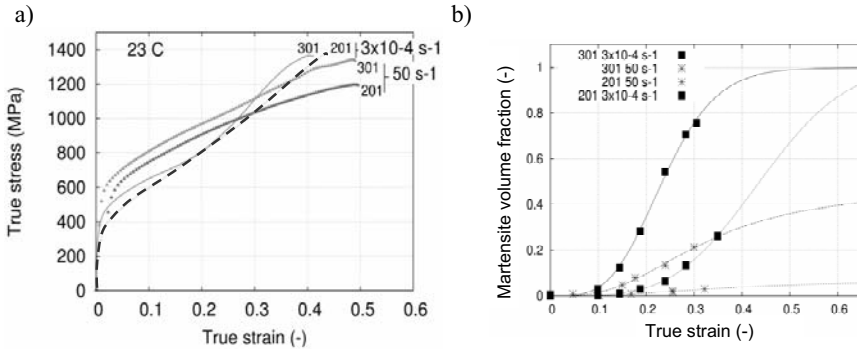 a)
23 C
301 201 3x10-4 s-1
301
50 s-1
201
1400
1200
1000
800
600
400
200
0
True stress (MPa)
0 0.1 0.2 0.3 0.4 0.5 0.6
True strain (-)
b)
301 3x10-4 s-1
301 50 s-1
201 50 s-1
201 3x10-4 s-1
1
0.8
0.6
0.4
0.2
0
Martensite volume fraction (-)
0 0.1 0.2 0.3 0.4 0.5 0.6
True strain (-)